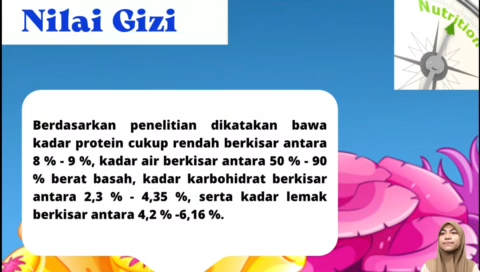 Nilai Gizi
Nutrition
Berdasarkan penelitian dikatakan bawa
kadar protein cukup rendah berkisar antara
8 % - 9 %, kadar air berkisar antara 50 % - 90
% berat basah, kadar karbohidrat berkisar
antara 2,3 % - 4,35 %, serta kadar lemak
berkisar antara 4,2 % -6,16 %.